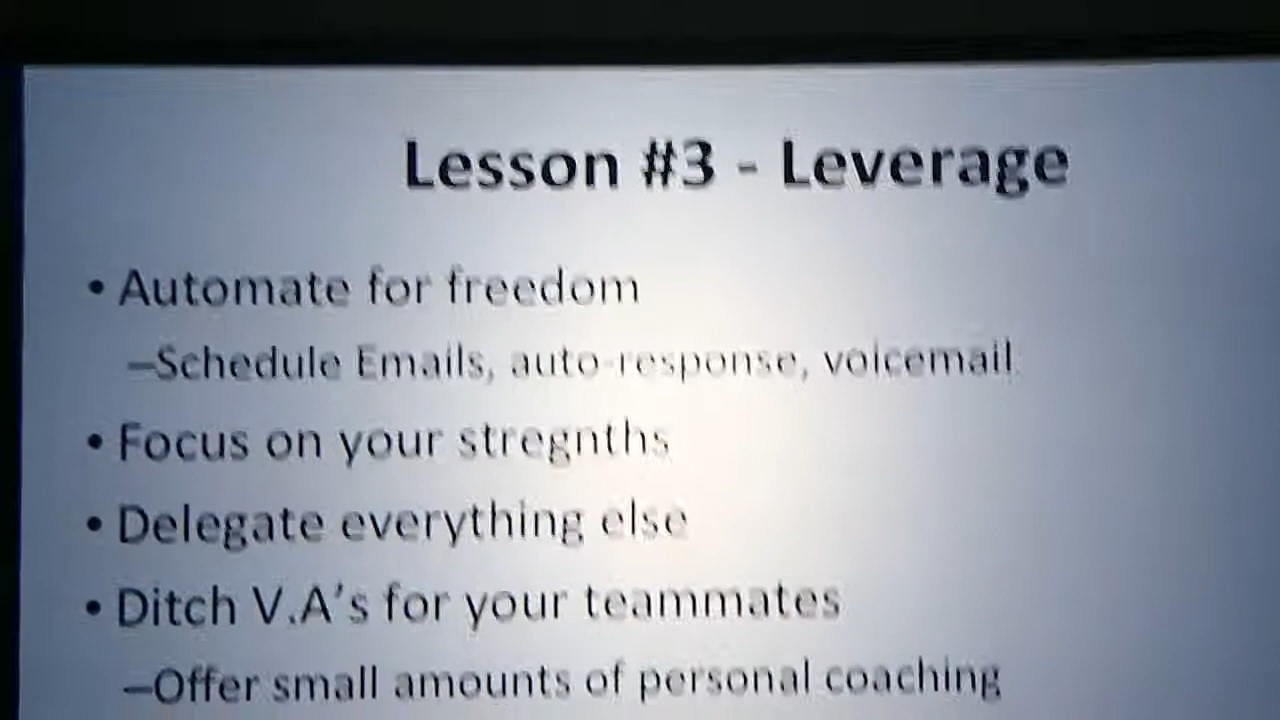 Lesson #3 - Leverage
• Automate for freedom
–Schedule Emails, auto-response, voicemail
• Focus on your stregnths
• Delegate everything else
• Ditch V.A's for your teammates
–Offer small amounts of personal coaching